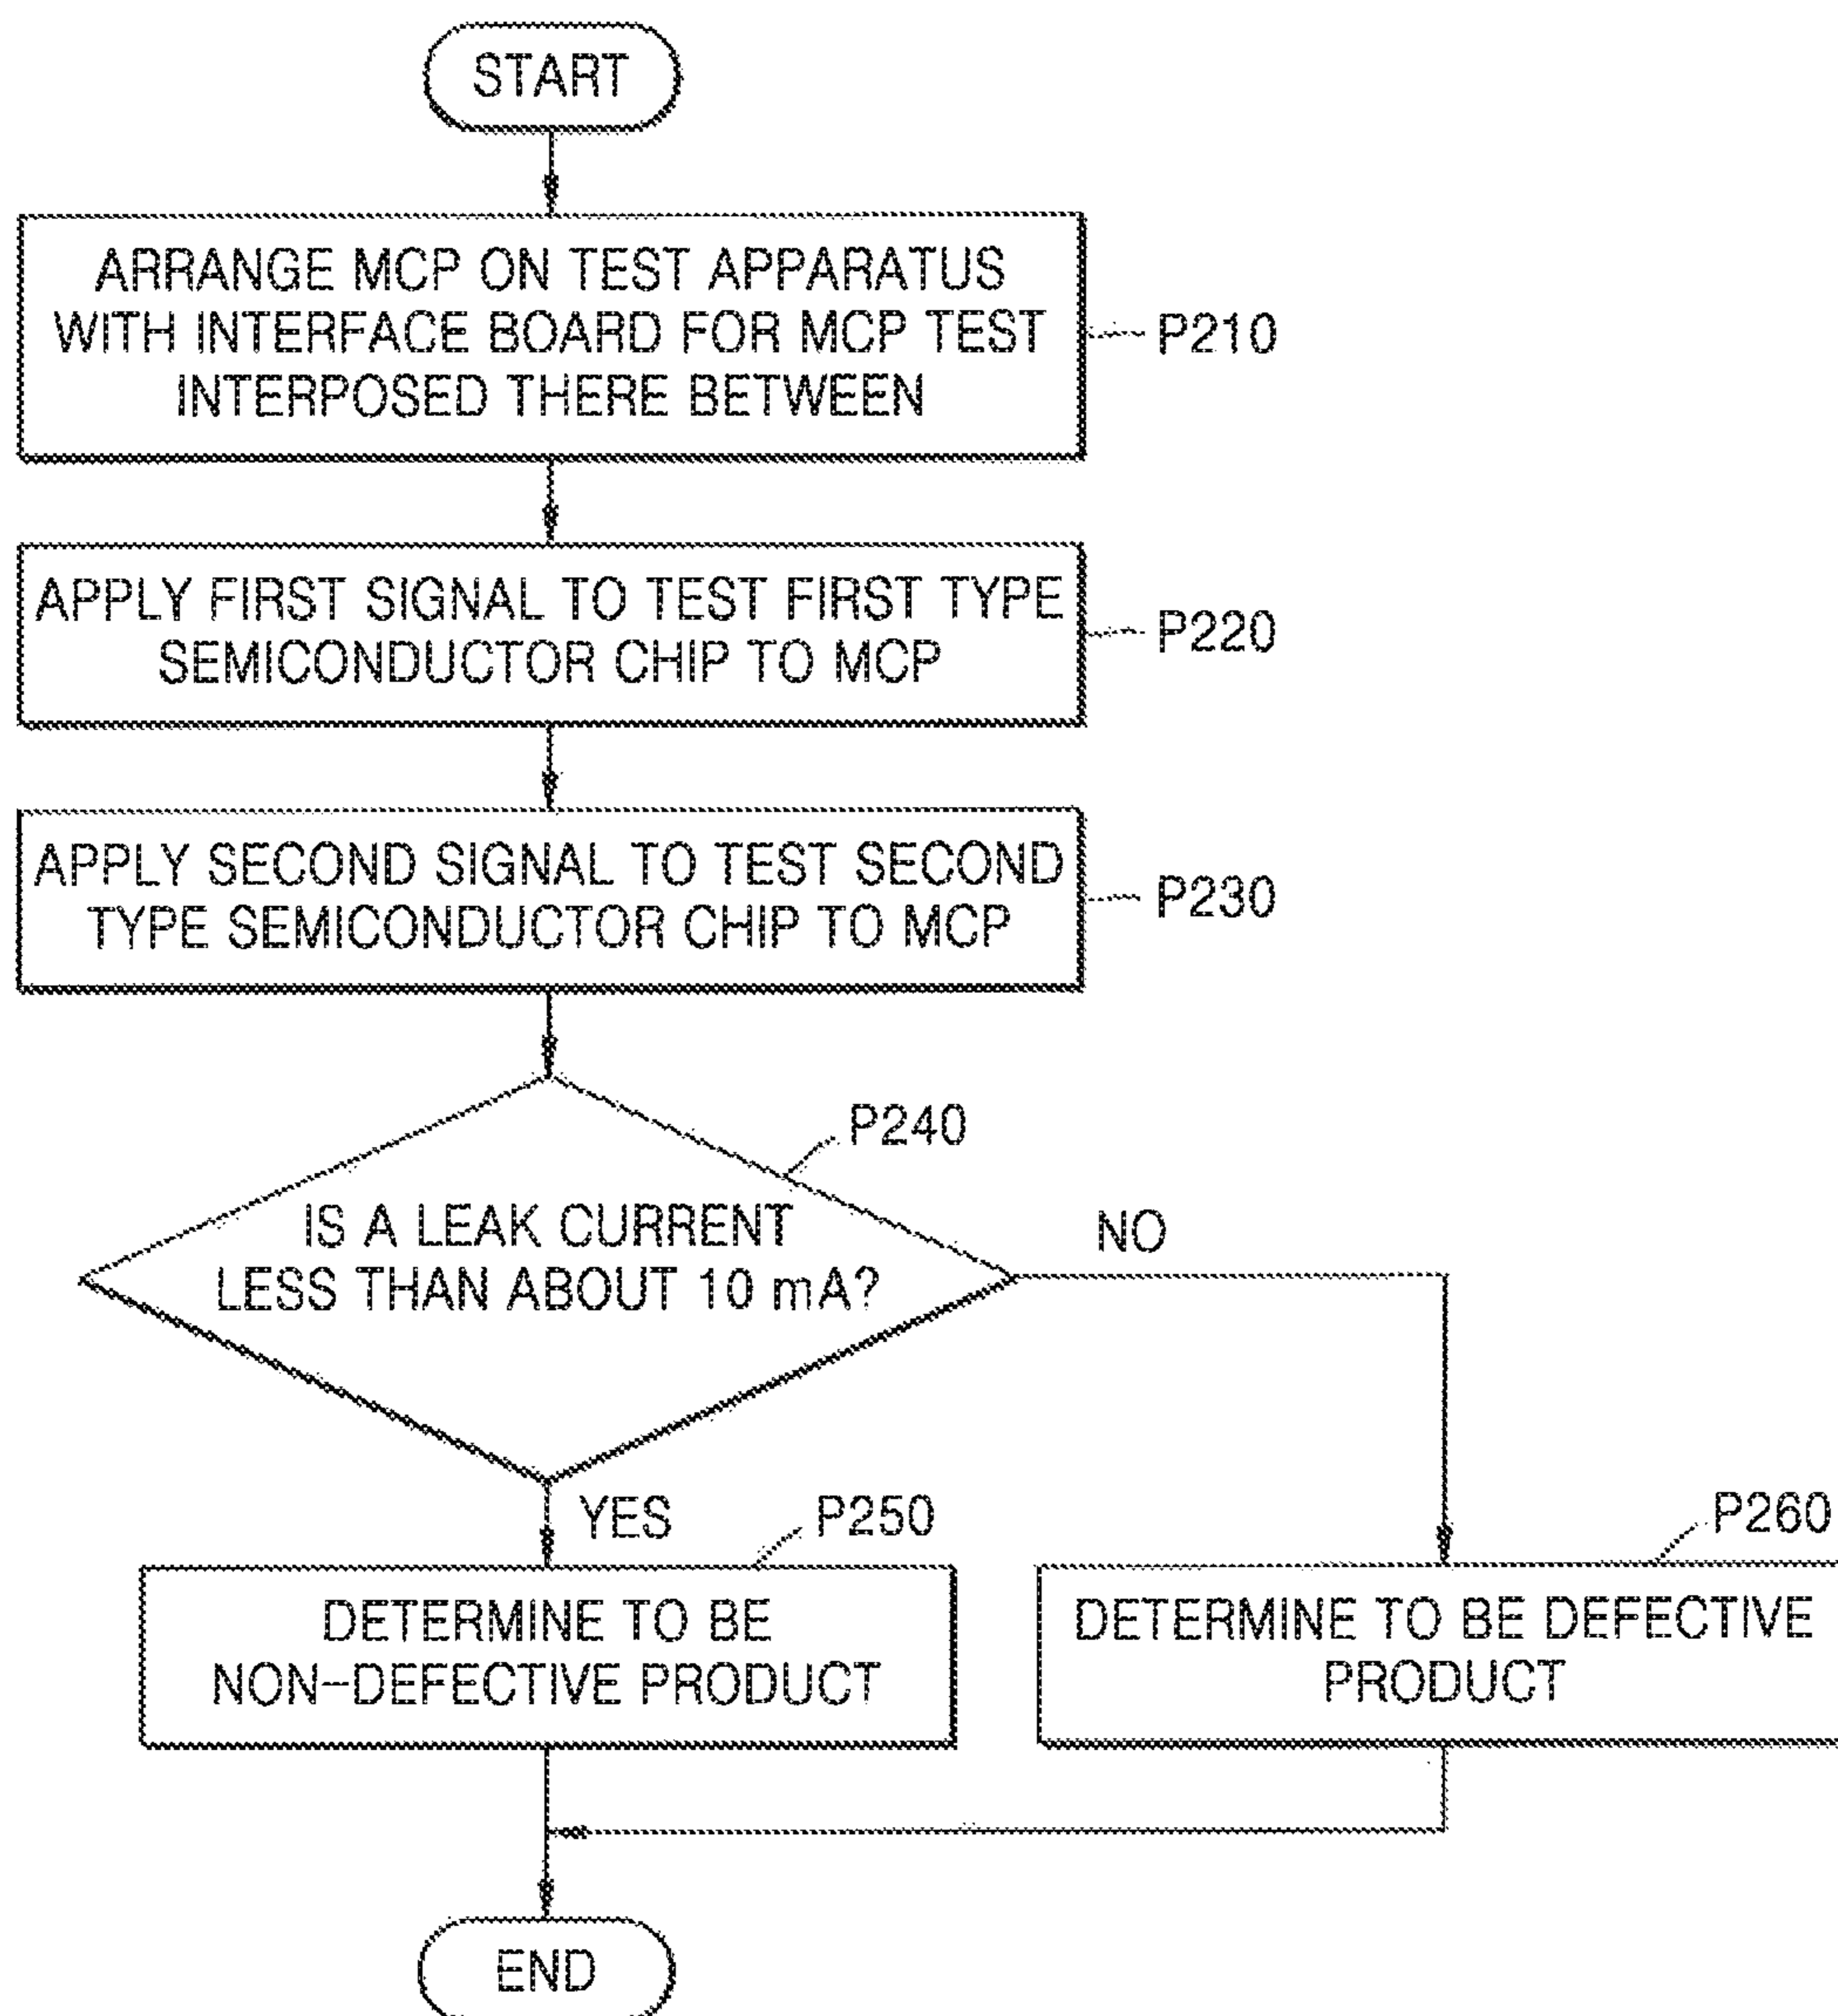 START
ARRANGE MCP ON TEST APPARATUS
WITH INTERFACE BOARD FOR MCP TEST
INTERPOSED THERE BETWEEN
P210
APPLY FIRST SIGNAL TO TEST FIRST TYPE
SEMICONDUCTOR CHIP TO MCP
P220
APPLY SECOND SIGNAL TO TEST SECOND
TYPE SEMICONDUCTOR CHIP TO MCP
P230
P240
IS A LEAK CURRENT
LESS THAN ABOUT 10 mA?
NO
YES
P250
DETERMINE TO BE
NON-DEFECTIVE PRODUCT
P260
DETERMINE TO BE DEFECTIVE
PRODUCT
END